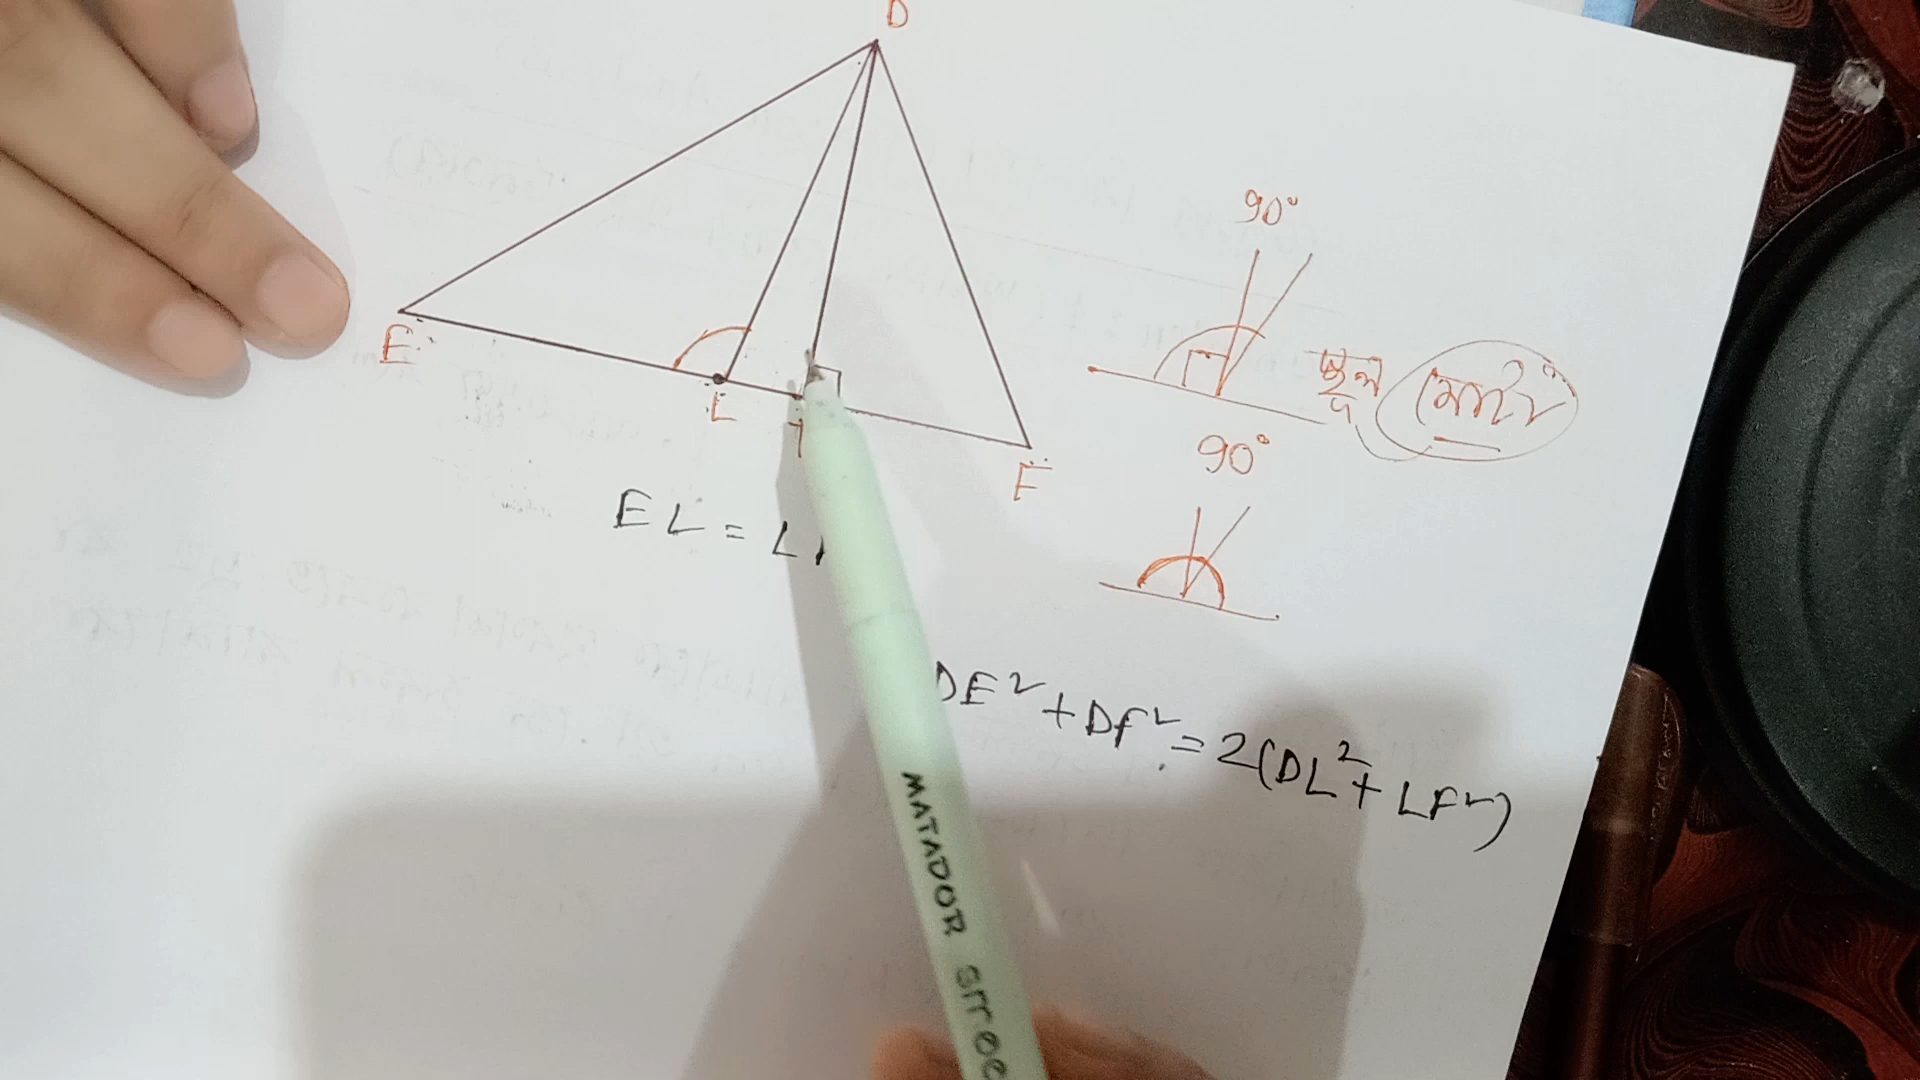 D
E
L
F
EL = L
90°
স্থূল
মোটা
90°
DE² + DF² = 2(DL² + LF²)
MATADOR